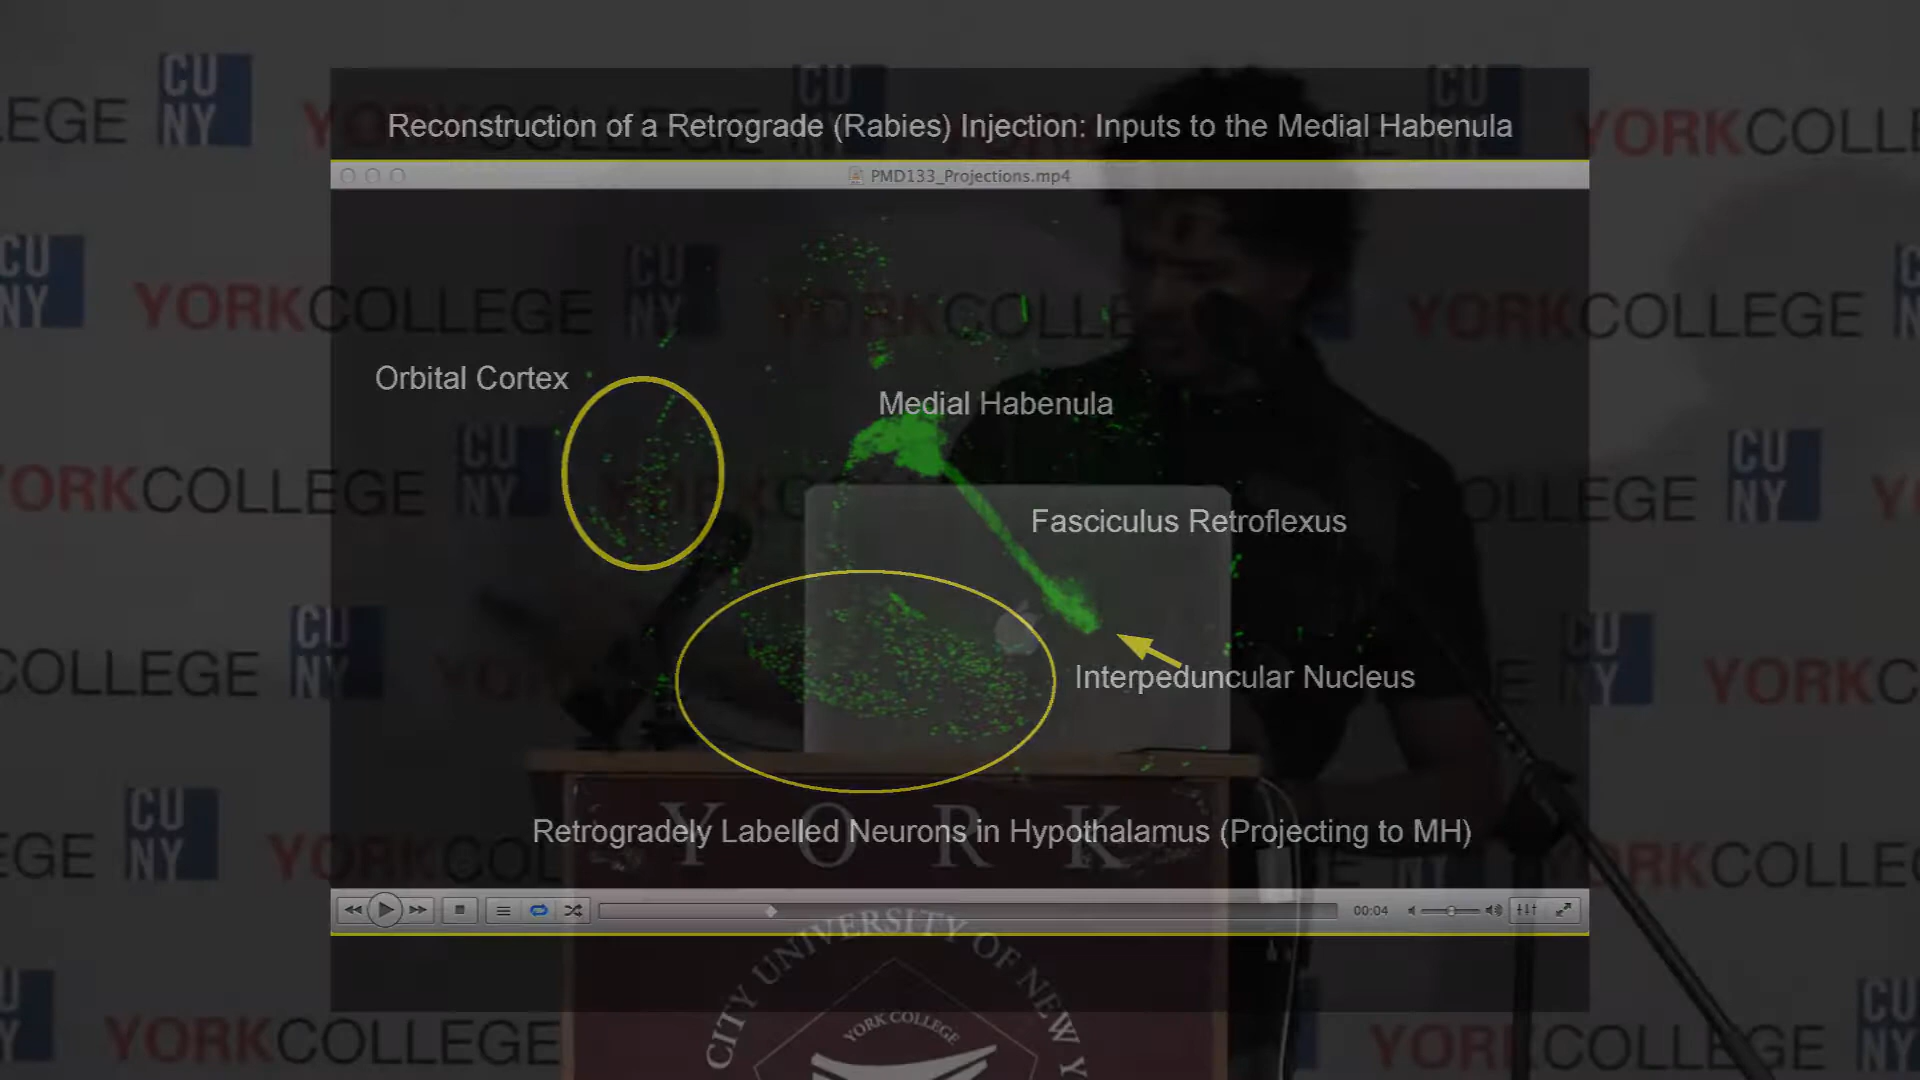 Reconstruction of a Retrograde (Rabies) Injection: Inputs to the Medial Habenula
PMD133_Projections.mp4
Orbital Cortex
Medial Habenula
Fasciculus Retroflexus
Interpeduncular Nucleus
Retrogradely Labelled Neurons in Hypothalamus (Projecting to MH)
00:04
CU
NY
YORK COLLEGE
YORK
CITY UNIVERSITY OF NEW Y
YORK COLLEGE